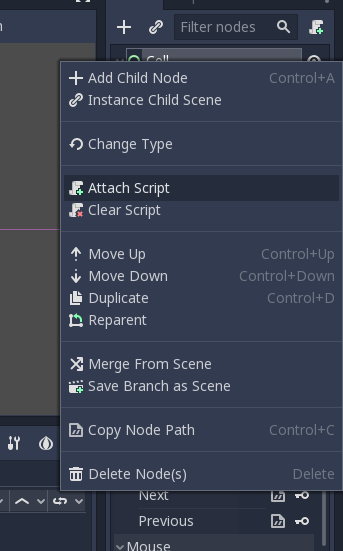 Filter nodes
Cell
Add Child Node Control+A
Instance Child Scene
Change Type
Attach Script
Clear Script
Move Up Control+Up
Move Down Control+Down
Duplicate Control+D
Reparent
Merge From Scene
Save Branch as Scene
Copy Node Path Control+C
Delete Node(s) Delete
Next
Previous
Mouse